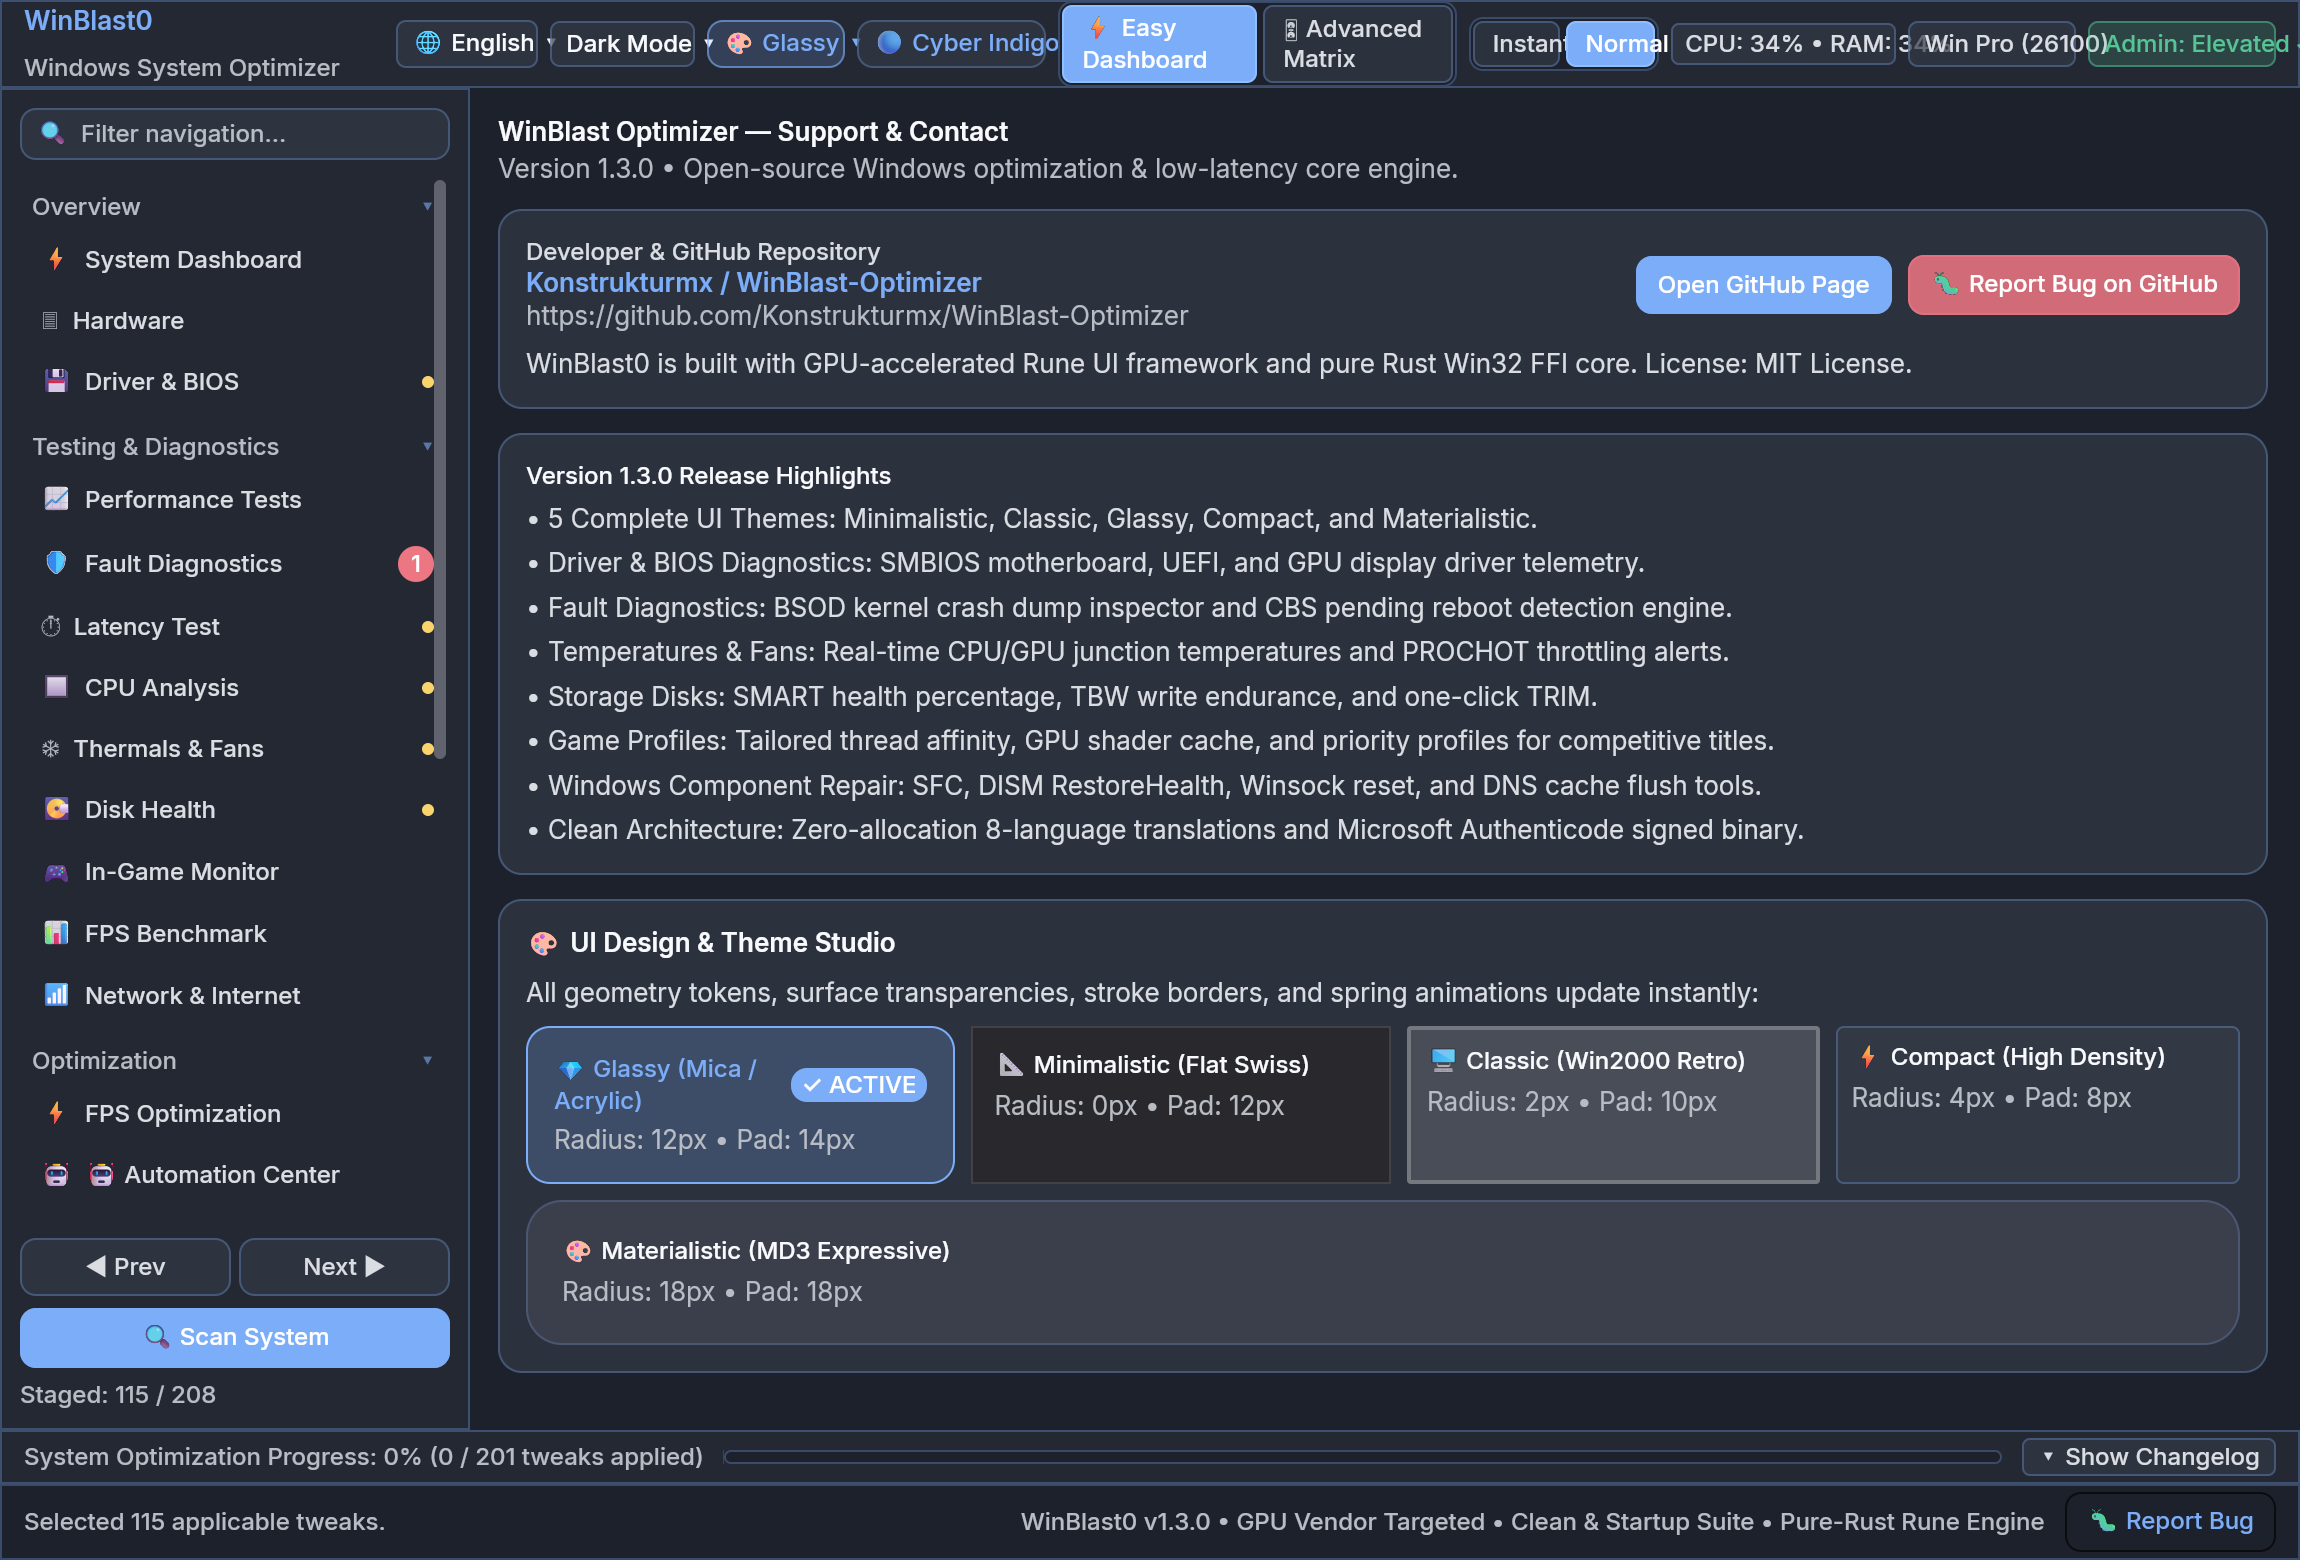 WinBlast0
Windows System Optimizer
🌐 English ▼
Dark Mode ▼
🎨 Glassy ▼
🔵 Cyber Indigo
⚡ Easy
Dashboard
🎛 Advanced
Matrix
Instant
Normal
CPU: 34% • RAM: 34
Win Pro (26100)
Admin: Elevated
🔍 Filter navigation...
Overview ▼
⚡ System Dashboard
Hardware
💾 Driver & BIOS
Testing & Diagnostics ▼
📈 Performance Tests
🛡 Fault Diagnostics 1
⏱ Latency Test
CPU Analysis
❄ Thermals & Fans
Disk Health
🎮 In-Game Monitor
📊 FPS Benchmark
📶 Network & Internet
Optimization ▼
⚡ FPS Optimization
🤖 🤖 Automation Center
◀ Prev
Next ▶
🔍 Scan System
Staged: 115 / 208
WinBlast Optimizer — Support & Contact
Version 1.3.0 • Open-source Windows optimization & low-latency core engine.
Developer & GitHub Repository
Konstrukturmx / WinBlast-Optimizer
https://github.com/Konstrukturmx/WinBlast-Optimizer
Open GitHub Page
🐛 Report Bug on GitHub
WinBlast0 is built with GPU-accelerated Rune UI framework and pure Rust Win32 FFI core. License: MIT License.
Version 1.3.0 Release Highlights
• 5 Complete UI Themes: Minimalistic, Classic, Glassy, Compact, and Materialistic.
• Driver & BIOS Diagnostics: SMBIOS motherboard, UEFI, and GPU display driver telemetry.
• Fault Diagnostics: BSOD kernel crash dump inspector and CBS pending reboot detection engine.
• Temperatures & Fans: Real-time CPU/GPU junction temperatures and PROCHOT throttling alerts.
• Storage Disks: SMART health percentage, TBW write endurance, and one-click TRIM.
• Game Profiles: Tailored thread affinity, GPU shader cache, and priority profiles for competitive titles.
• Windows Component Repair: SFC, DISM RestoreHealth, Winsock reset, and DNS cache flush tools.
• Clean Architecture: Zero-allocation 8-language translations and Microsoft Authenticode signed binary.
🎨 UI Design & Theme Studio
All geometry tokens, surface transparencies, stroke borders, and spring animations update instantly:
💎 Glassy (Mica /
Acrylic)
✓ ACTIVE
Radius: 12px • Pad: 14px
📐 Minimalistic (Flat Swiss)
Radius: 0px • Pad: 12px
🖥 Classic (Win2000 Retro)
Radius: 2px • Pad: 10px
⚡ Compact (High Density)
Radius: 4px • Pad: 8px
🎨 Materialistic (MD3 Expressive)
Radius: 18px • Pad: 18px
System Optimization Progress: 0% (0 / 201 tweaks applied)
▼ Show Changelog
Selected 115 applicable tweaks.
WinBlast0 v1.3.0 • GPU Vendor Targeted • Clean & Startup Suite • Pure-Rust Rune Engine
🐛 Report Bug